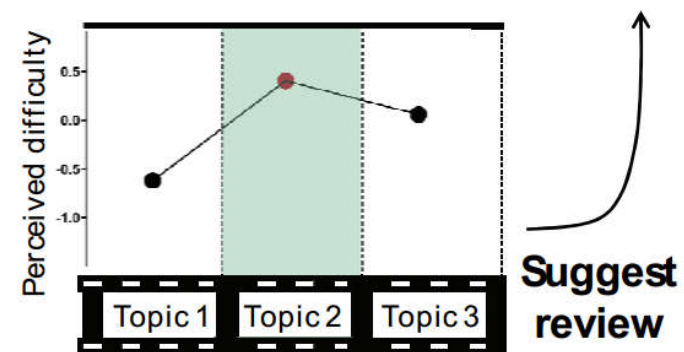 Perceived difficulty
0.5
0.0
-0.5
-1.0
Topic 1
Topic 2
Topic 3
Suggest
review